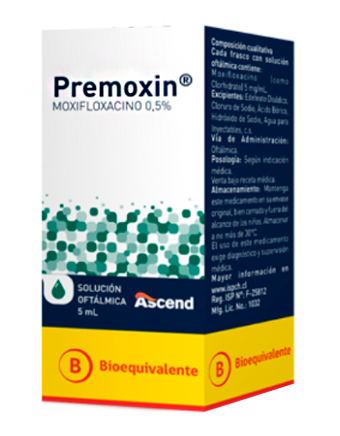 Premoxin®
MOXIFLOXACINO 0,5%
SOLUCIÓN
OFTÁLMICA
5 mL
Ascend
B Bioequivalente
Composición cualitativa
Cada frasco con solución
oftálmica contiene:
Moxifloxacino (como
Clorhidrato) 5 mg/mL.
Excipientes: Edetato Disódico,
Cloruro de Sodio, Ácido Bórico,
Hidróxido de Sodio, Agua para
Inyectables, c.s.
Vía de Administración:
Oftálmica.
Posología: Según indicación
médica.
Venta bajo receta médica.
Almacenamiento: Mantenga
este medicamento en su envase
original, bien cerrado y fuera del
alcance de los niños. Almacenar
a no más de 30°C.
El uso de este medicamento
exige diagnóstico y supervisión
médica.
Mayor información en
www.ispch.cl
Reg. ISP N°: F-25812
Mfg. Lic. No.: 1032
B Bioequivalente